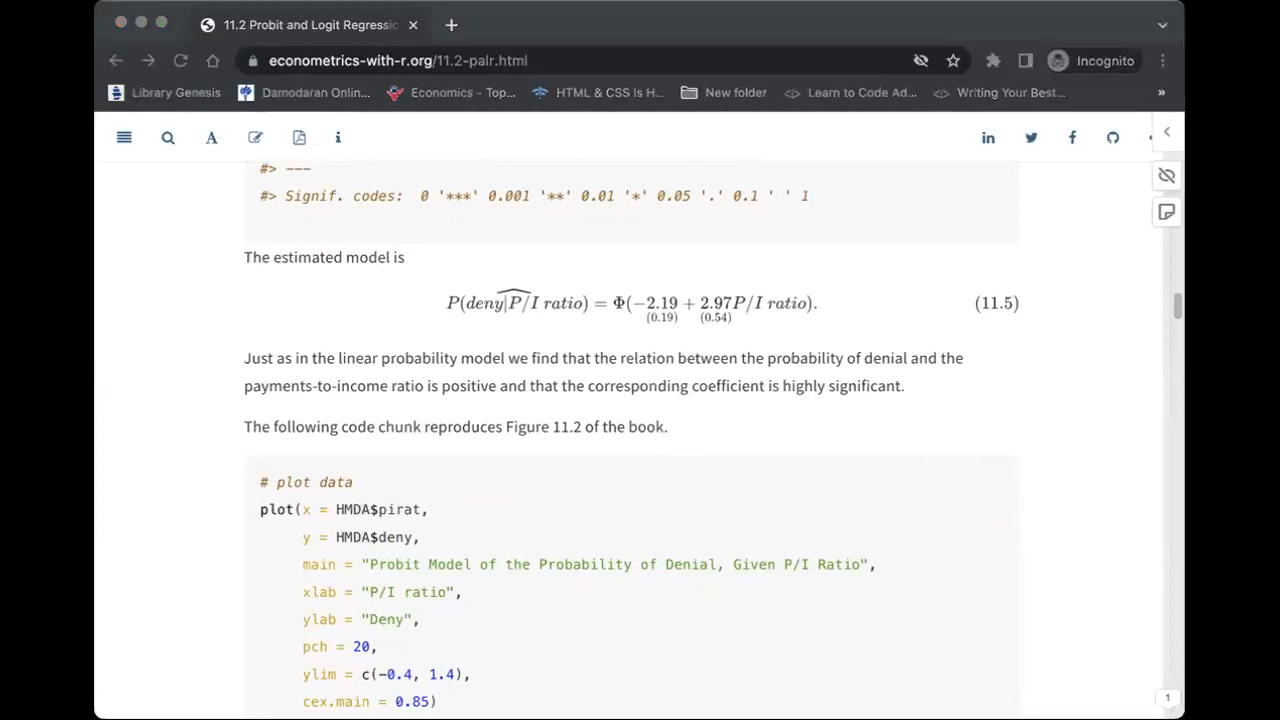 11.2 Probit and Logit Regressic
econometrics-with-r.org/11.2-palr.html
Incognito
Library Genesis
Damodaran Onlin...
Economics - Top...
HTML & CSS Is H...
New folder
Learn to Code Ad...
Writing Your Best...
»
#> ---
#> Signif. codes:  0 '***' 0.001 '**' 0.01 '*' 0.05 '.' 0.1 ' ' 1
The estimated model is
P(deny|P/I ratio) = Φ(−2.19 + 2.97P/I ratio). (11.5)
(0.19) (0.54)
Just as in the linear probability model we find that the relation between the probability of denial and the
payments-to-income ratio is positive and that the corresponding coefficient is highly significant.
The following code chunk reproduces Figure 11.2 of the book.
# plot data
plot(x = HMDA$pirat,
y = HMDA$deny,
main = "Probit Model of the Probability of Denial, Given P/I Ratio",
xlab = "P/I ratio",
ylab = "Deny",
pch = 20,
ylim = c(-0.4, 1.4),
cex.main = 0.85)
1